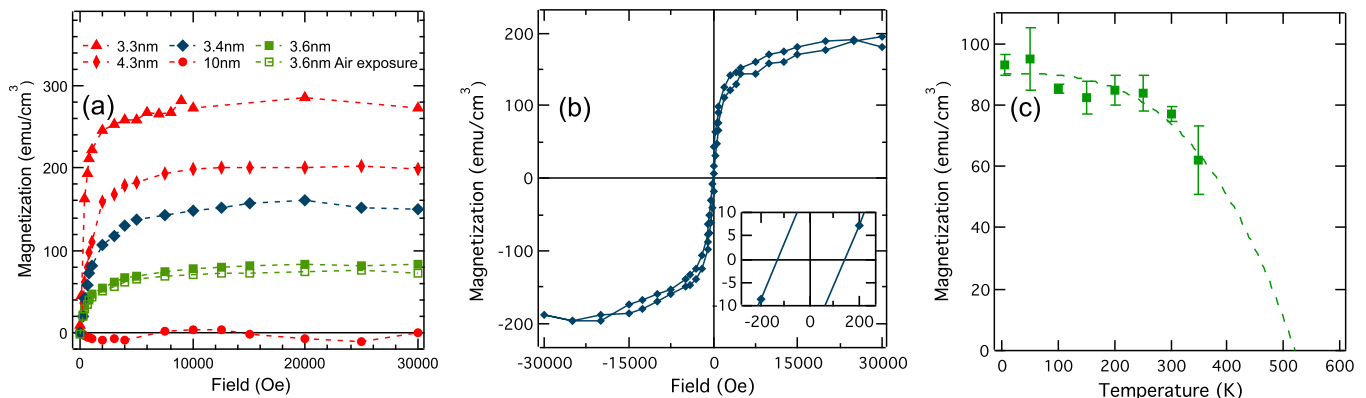 3.3nm 3.4nm 3.6nm
4.3nm 10nm 3.6nm Air exposure
(a)
300
200
100
0
Magnetization (emu/cm3)
0 10000 20000 30000
Field (Oe)
(b)
200
100
0
-100
-200
Magnetization (emu/cm3)
-30000 -15000 0 15000 30000
Field (Oe)
10
5
0
-5
-10
-200 0 200
(c)
100
80
60
40
20
0
Magnetization (emu/cm3)
0 100 200 300 400 500 600
Temperature (K)